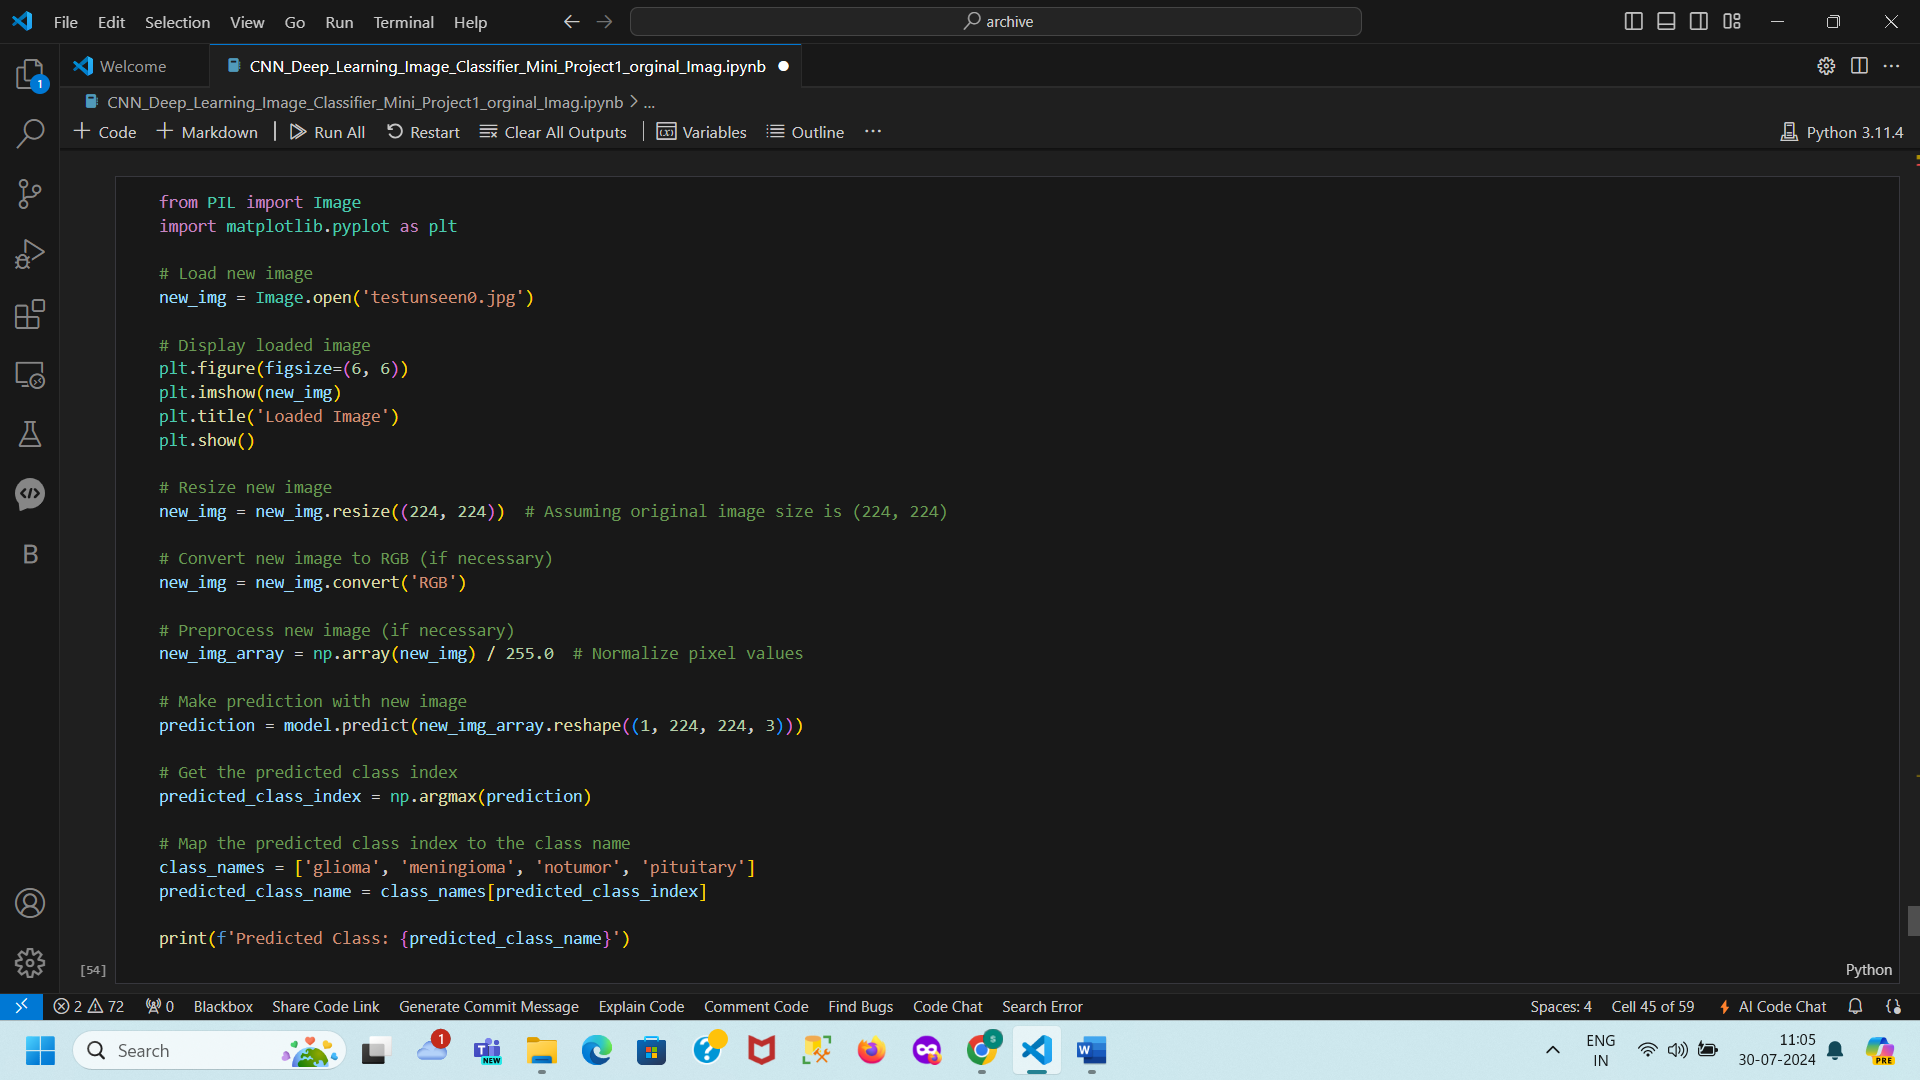 File Edit Selection View Go Run Terminal Help
archive
1
Welcome
CNN_Deep_Learning_Image_Classifier_Mini_Project1_orginal_Imag.ipynb
CNN_Deep_Learning_Image_Classifier_Mini_Project1_orginal_Imag.ipynb > ...
+ Code + Markdown | Run All Restart Clear All Outputs | Variables Outline ...
Python 3.11.4
from PIL import Image
import matplotlib.pyplot as plt
# Load new image
new_img = Image.open('testunseen0.jpg')
# Display loaded image
plt.figure(figsize=(6, 6))
plt.imshow(new_img)
plt.title('Loaded Image')
plt.show()
# Resize new image
new_img = new_img.resize((224, 224))  # Assuming original image size is (224, 224)
# Convert new image to RGB (if necessary)
new_img = new_img.convert('RGB')
# Preprocess new image (if necessary)
new_img_array = np.array(new_img) / 255.0  # Normalize pixel values
# Make prediction with new image
prediction = model.predict(new_img_array.reshape((1, 224, 224, 3)))
# Get the predicted class index
predicted_class_index = np.argmax(prediction)
# Map the predicted class index to the class name
class_names = ['glioma', 'meningioma', 'notumor', 'pituitary']
predicted_class_name = class_names[predicted_class_index]
print(f'Predicted Class: {predicted_class_name}')
[54]
Python
B
2 72 0 Blackbox Share Code Link Generate Commit Message Explain Code Comment Code Find Bugs Code Chat Search Error
Spaces: 4 Cell 45 of 59 AI Code Chat
Search
1
NEW
S
ENG
IN
11:05
30-07-2024
PRE